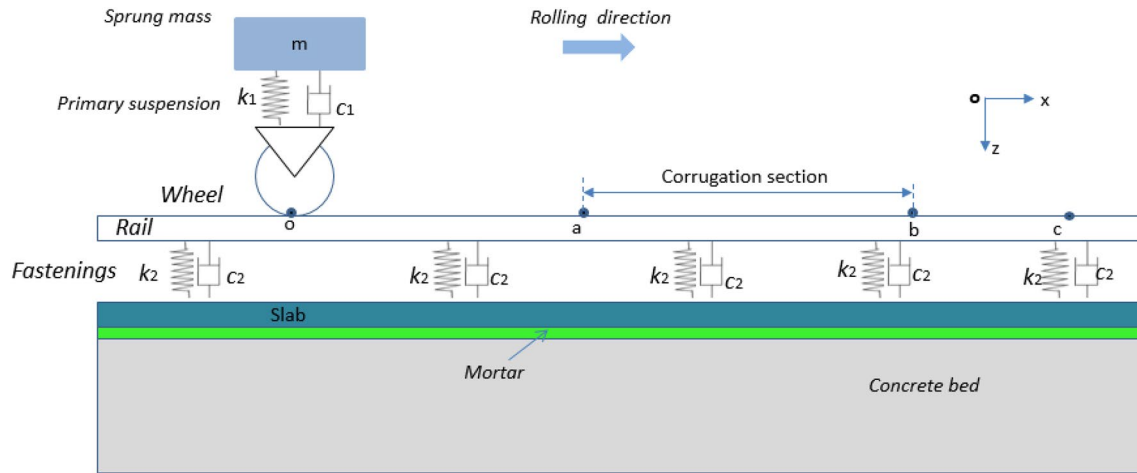 Sprung mass
m
Rolling direction
Primary suspension
k1
c1
o
x
z
Corrugation section
Wheel
Rail
o
a
b
c
Fastenings
k2
c2
k2
c2
k2
c2
k2
c2
k2
c2
Slab
Mortar
Concrete bed